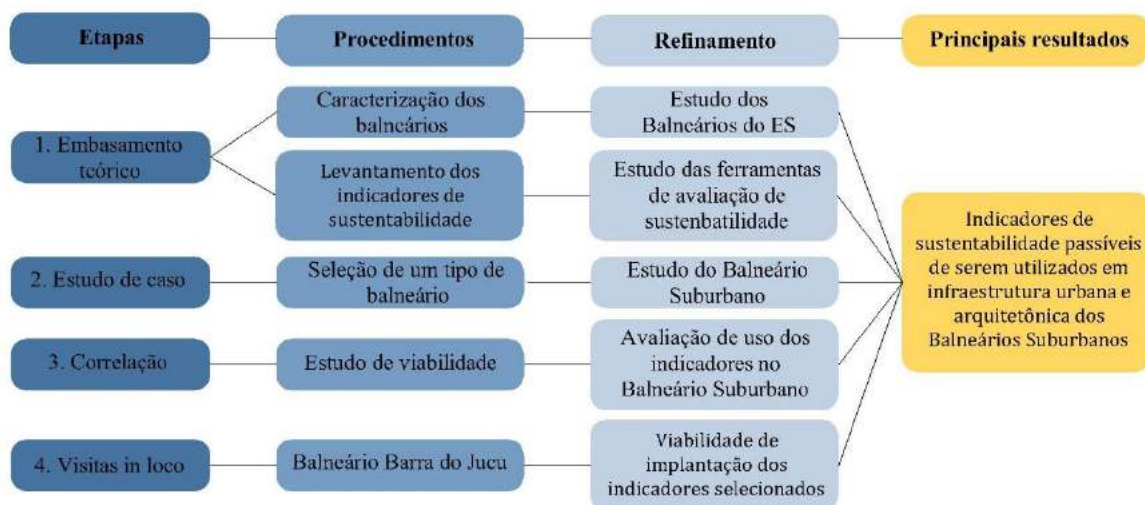 Etapas
Procedimentos
Refinamento
Principais resultados
1. Embasamento
teórico
Caracterização dos
balneários
Estudo dos
Balneários do ES
Levantamento dos
indicadores de
sustentabilidade
Estudo das ferramentas
de avaliação de
sustenbatilidade
2. Estudo de caso
Seleção de um tipo de
balneário
Estudo do Balneário
Suburbano
3. Correlação
Estudo de viabilidade
Avaliação de uso dos
indicadores no
Balneário Suburbano
4. Visitas in loco
Balneário Barra do Jucu
Viabilidade de
implantação dos
indicadores selecionados
Indicadores de
sustentabilidade passíveis
de serem utilizados em
infraestrutura urbana e
arquitetônica dos
Balneários Suburbanos